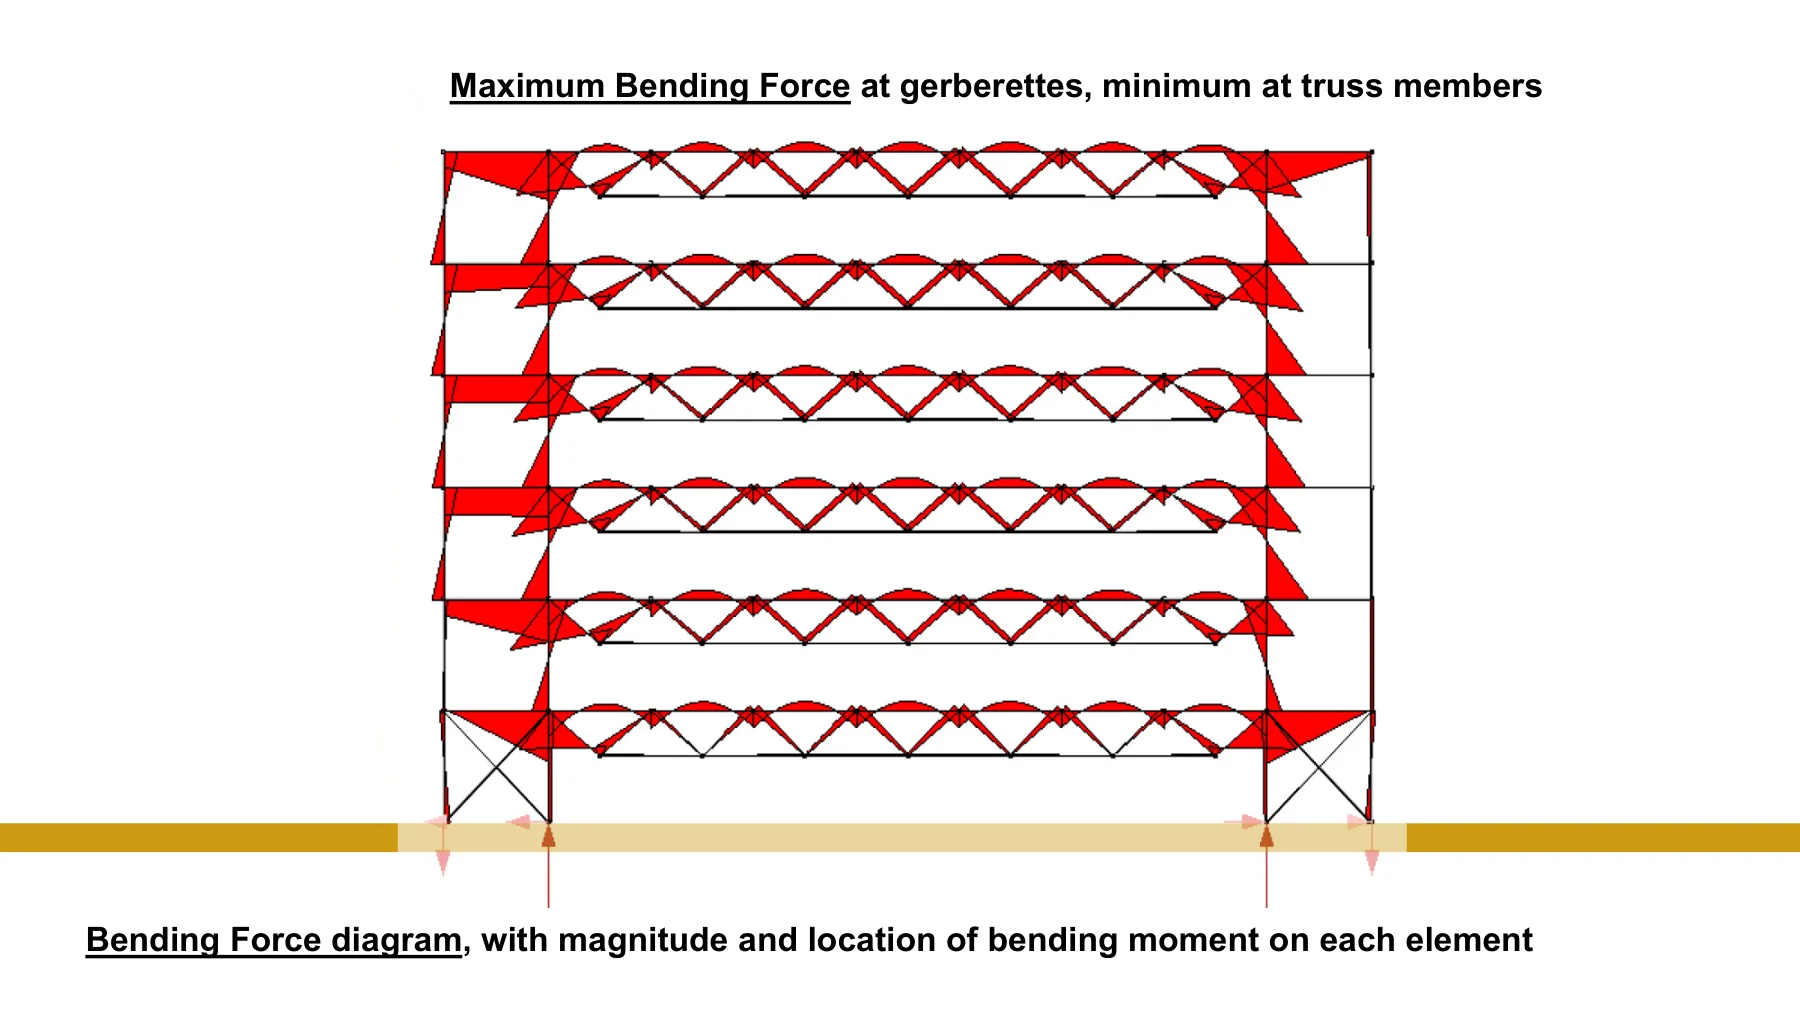 Maximum Bending Force at gerberettes, minimum at truss members
Bending Force diagram, with magnitude and location of bending moment on each element